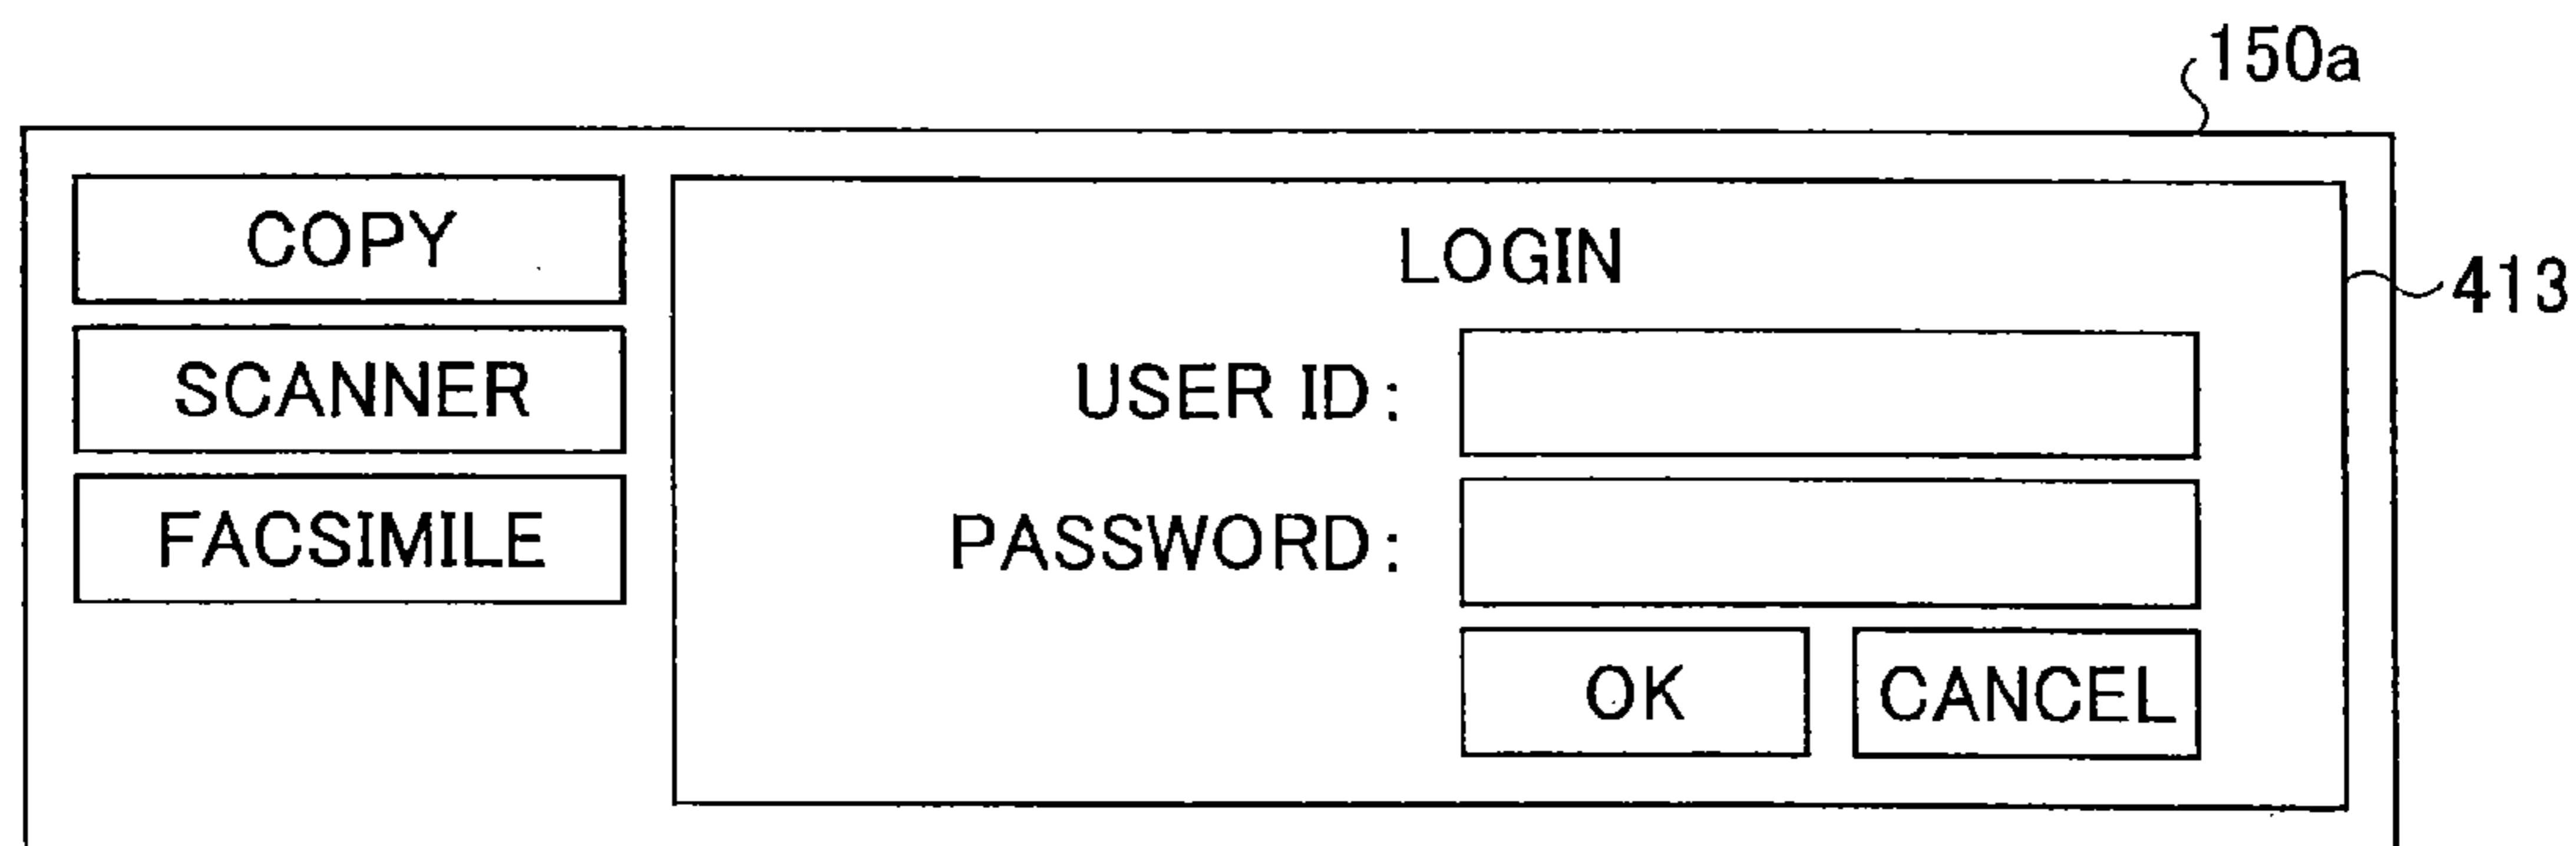 150a
COPY
LOGIN
413
SCANNER
USER ID:
FACSIMILE
PASSWORD:
OK
CANCEL